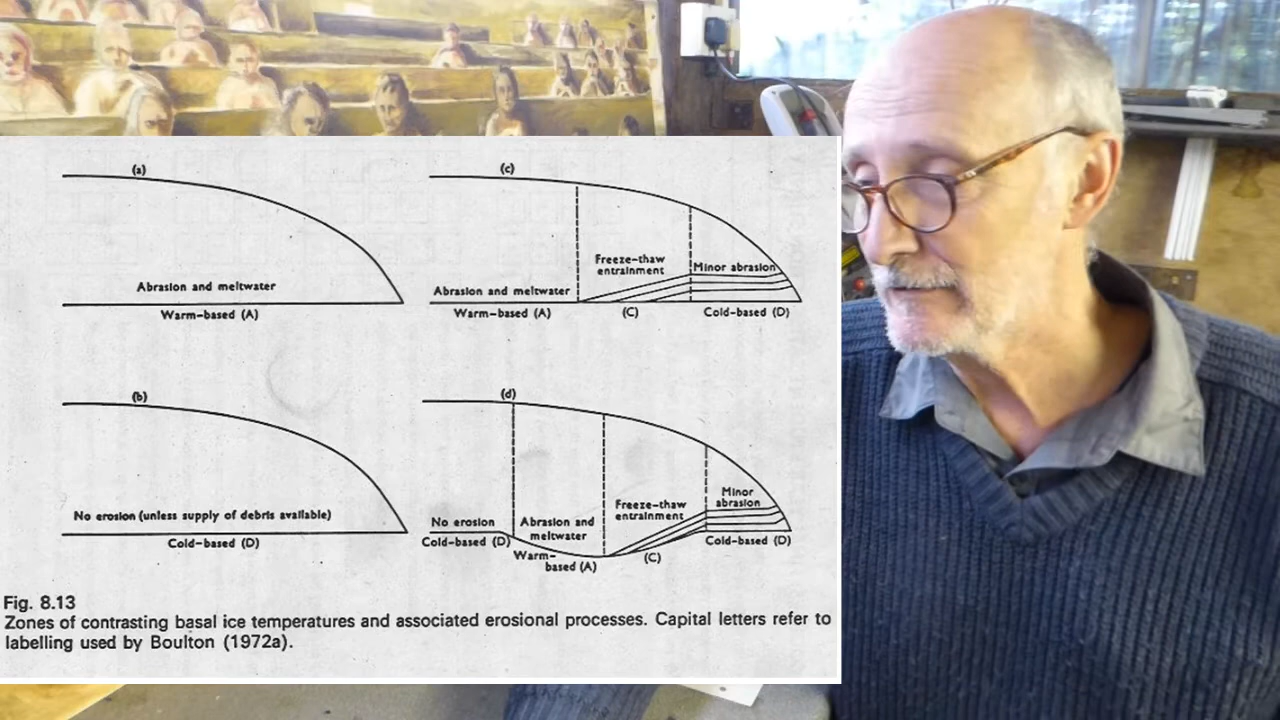 (a)
Abrasion and meltwater
Warm-based (A)
(c)
Freeze-thaw
entrainment
Minor abrasion
Abrasion and meltwater
Warm-based (A)
(C)
Cold-based (D)
(b)
No erosion (unless supply of debris available)
Cold-based (D)
(d)
No erosion
Cold-based (D)
Abrasion and
meltwater
Warm-
based (A)
Freeze-thaw
entrainment
(C)
Minor
abrasion
Cold-based (D)
Fig. 8.13
Zones of contrasting basal ice temperatures and associated erosional processes. Capital letters refer to
labelling used by Boulton (1972a).